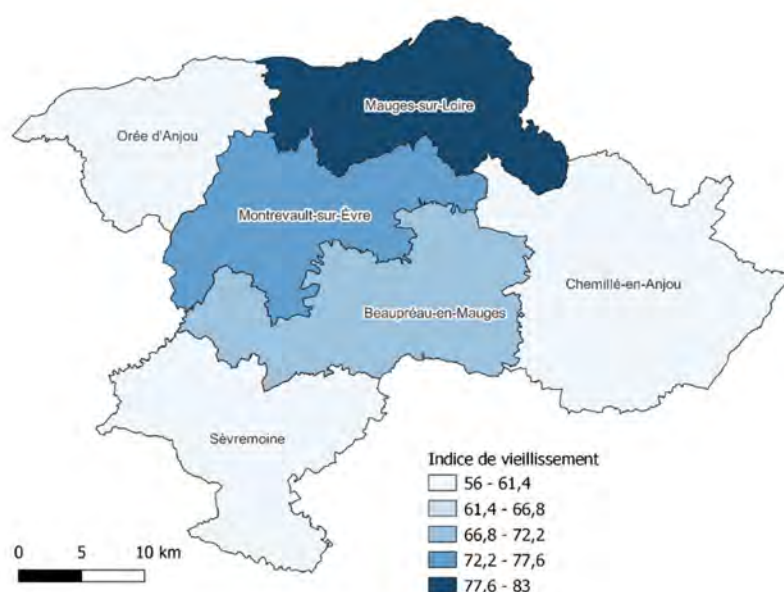 Mauges-sur-Loire
Orée d'Anjou
Montrevault-sur-Èvre
Chemillé-en-Anjou
Beaupréau-en-Mauges
Sèvremoine
Indice de vieillissement
56 - 61,4
61,4 - 66,8
66,8 - 72,2
72,2 - 77,6
77,6 - 83
0 5 10 km